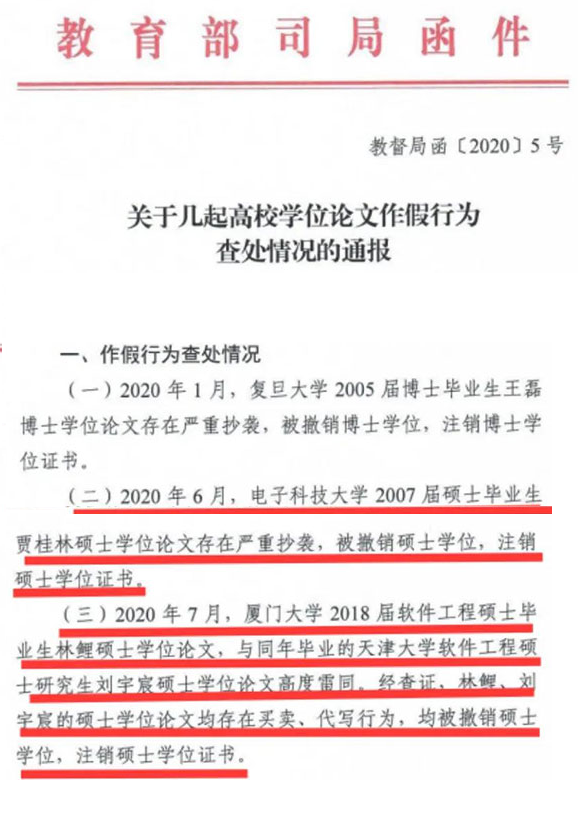 教育部司局函件
教督局函〔2020〕5号
关于几起高校学位论文作假行为
查处情况的通报
一、作假行为查处情况
（一）2020年1月，复旦大学2005届博士毕业生王磊
博士学位论文存在严重抄袭，被撤销博士学位，注销博士学
位证书。
（二）2020年6月，电子科技大学2007届硕士毕业生
贾桂林硕士学位论文存在严重抄袭，被撤销硕士学位，注销
硕士学位证书。
（三）2020年7月，厦门大学2018届软件工程硕士毕
业生林鲤硕士学位论文，与同年毕业的天津大学软件工程硕
士研究生刘宇宸硕士学位论文高度雷同。经查证，林鲤、刘
宇宸的硕士学位论文均存在买卖、代写行为，均被撤销硕士
学位，注销硕士学位证书。